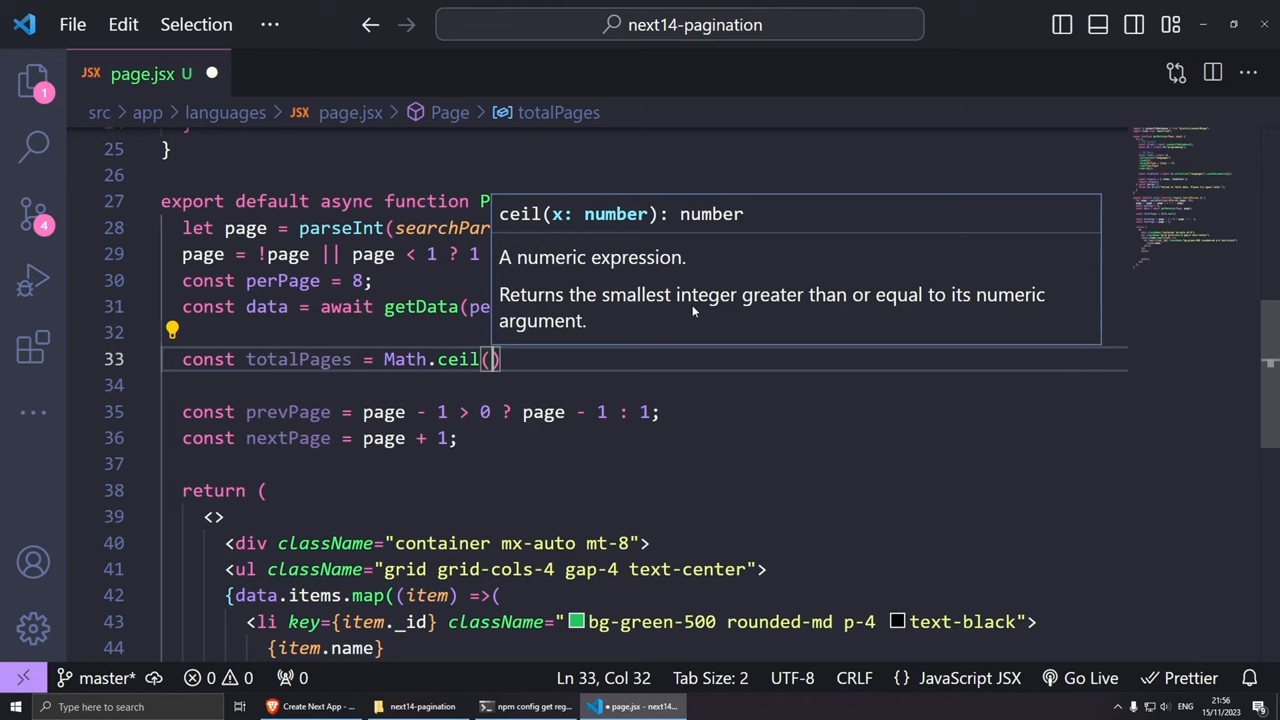 File Edit Selection ··· next14-pagination
JSX page.jsx U
src > app > languages > JSX page.jsx > Page > totalPages
25 }
26
27 export default async function P
28 let page = parseInt(searchPar
29 page = !page || page < 1 ? 1
30 const perPage = 8;
31 const data = await getData(pe
32
33 const totalPages = Math.ceil()
34
35 const prevPage = page - 1 > 0 ? page - 1 : 1;
36 const nextPage = page + 1;
37
38 return (
39 <>
40 <div className="container mx-auto mt-8">
41 <ul className="grid grid-cols-4 gap-4 text-center">
42 {data.items.map((item) =>(
43 <li key={item._id} className="bg-green-500 rounded-md p-4 text-black">
44 {item.name}
ceil(x: number): number
A numeric expression.
Returns the smallest integer greater than or equal to its numeric
argument.
1
4
master* 0 0 0 Ln 33, Col 32 Tab Size: 2 UTF-8 CRLF {} JavaScript JSX Go Live Prettier
Type here to search Create Next App - ... next14-pagination npm config get reg... page.jsx - next14... 21:56
15/11/2023